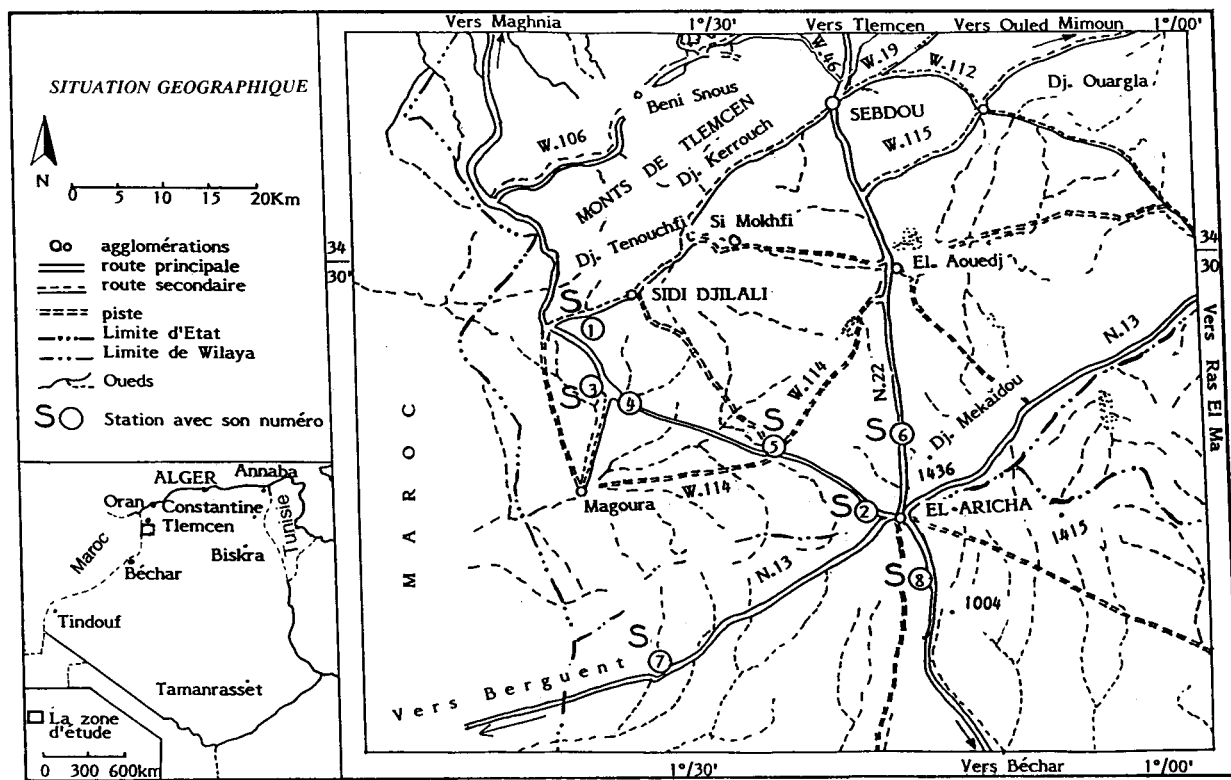 SITUATION GEOGRAPHIQUE
N
0 5 10 15 20Km
agglomérations
route principale
route secondaire
piste
Limite d'Etat
Limite de Wilaya
Oueds
S Station avec son numéro
ALGER
Annaba
Oran
Constantine
Tlemcen
Tunisie
Maroc
Biskra
Béchar
Tindouf
Tamanrasset
La zone
d'étude
0 300 600km
Vers Maghnia
1°/30'
Vers Tlemcen
Vers Ouled Mimoun
1°/00'
W.46
W.19
W.112
Dj. Ouargla
Beni Snous
SEBDOU
W.106
MONTS DE TLEMCEN
Dj. Kerrouch
W.115
Dj. Tenouchfi
Si Mokhfi
34
30'
34
30
El. Aouedj
SIDI DJILALI
S 1
N.13
Vers Ras El Ma
W.114
N.22
S 3
4
MAROC
S 5
S 6
Dj. Mekaïdou
1436
Magoura
W.114
S 2
EL-ARICHA
1415
N.13
S 8
1004
S 7
Vers Berguent
1°/30'
Vers Béchar
1°/00'